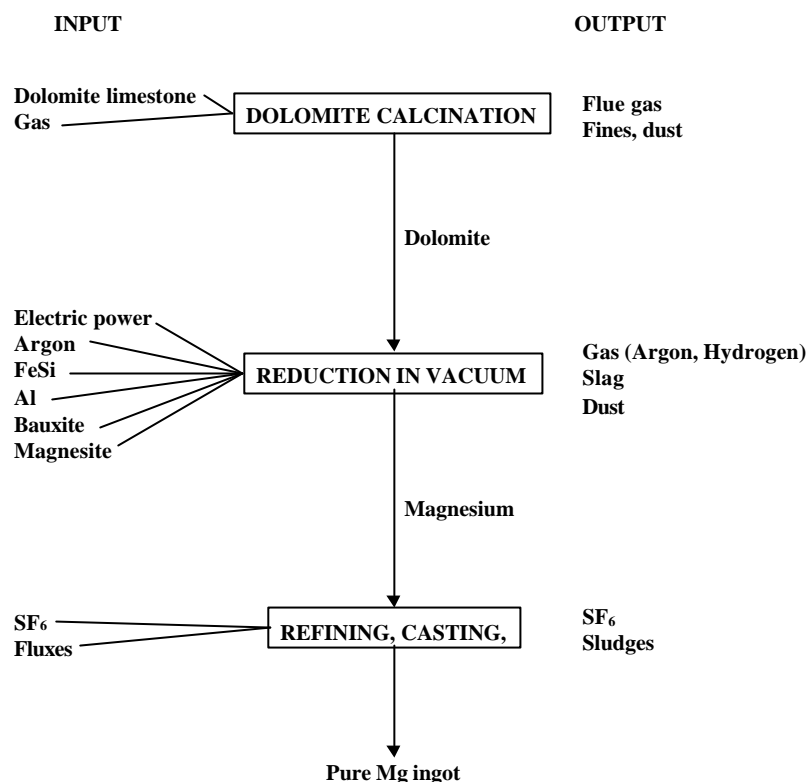 INPUT
OUTPUT
Dolomite limestone
Gas
DOLOMITE CALCINATION
Flue gas
Fines, dust
Dolomite
Electric power
Argon
FeSi
Al
Bauxite
Magnesite
REDUCTION IN VACUUM
Gas (Argon, Hydrogen)
Slag
Dust
Magnesium
SF₆
Fluxes
REFINING, CASTING,
SF₆
Sludges
Pure Mg ingot